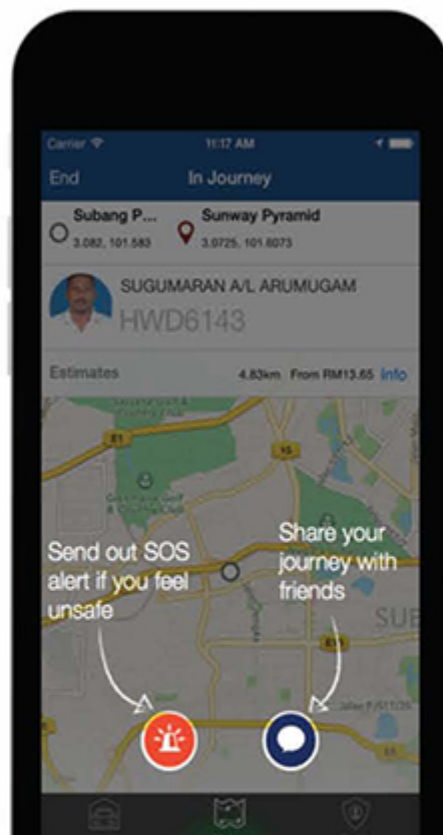 Carrier 11:17 AM
End In Journey
Subang P... Sunway Pyramid
3.082, 101.583 3.0725, 101.6073
SUGUMARAN A/L ARUMUGAM
HWD6143
Estimates 4.83km From RM13.65 info
E1
15
Send out SOS
alert if you feel
unsafe
Share your
journey with
friends
SUB